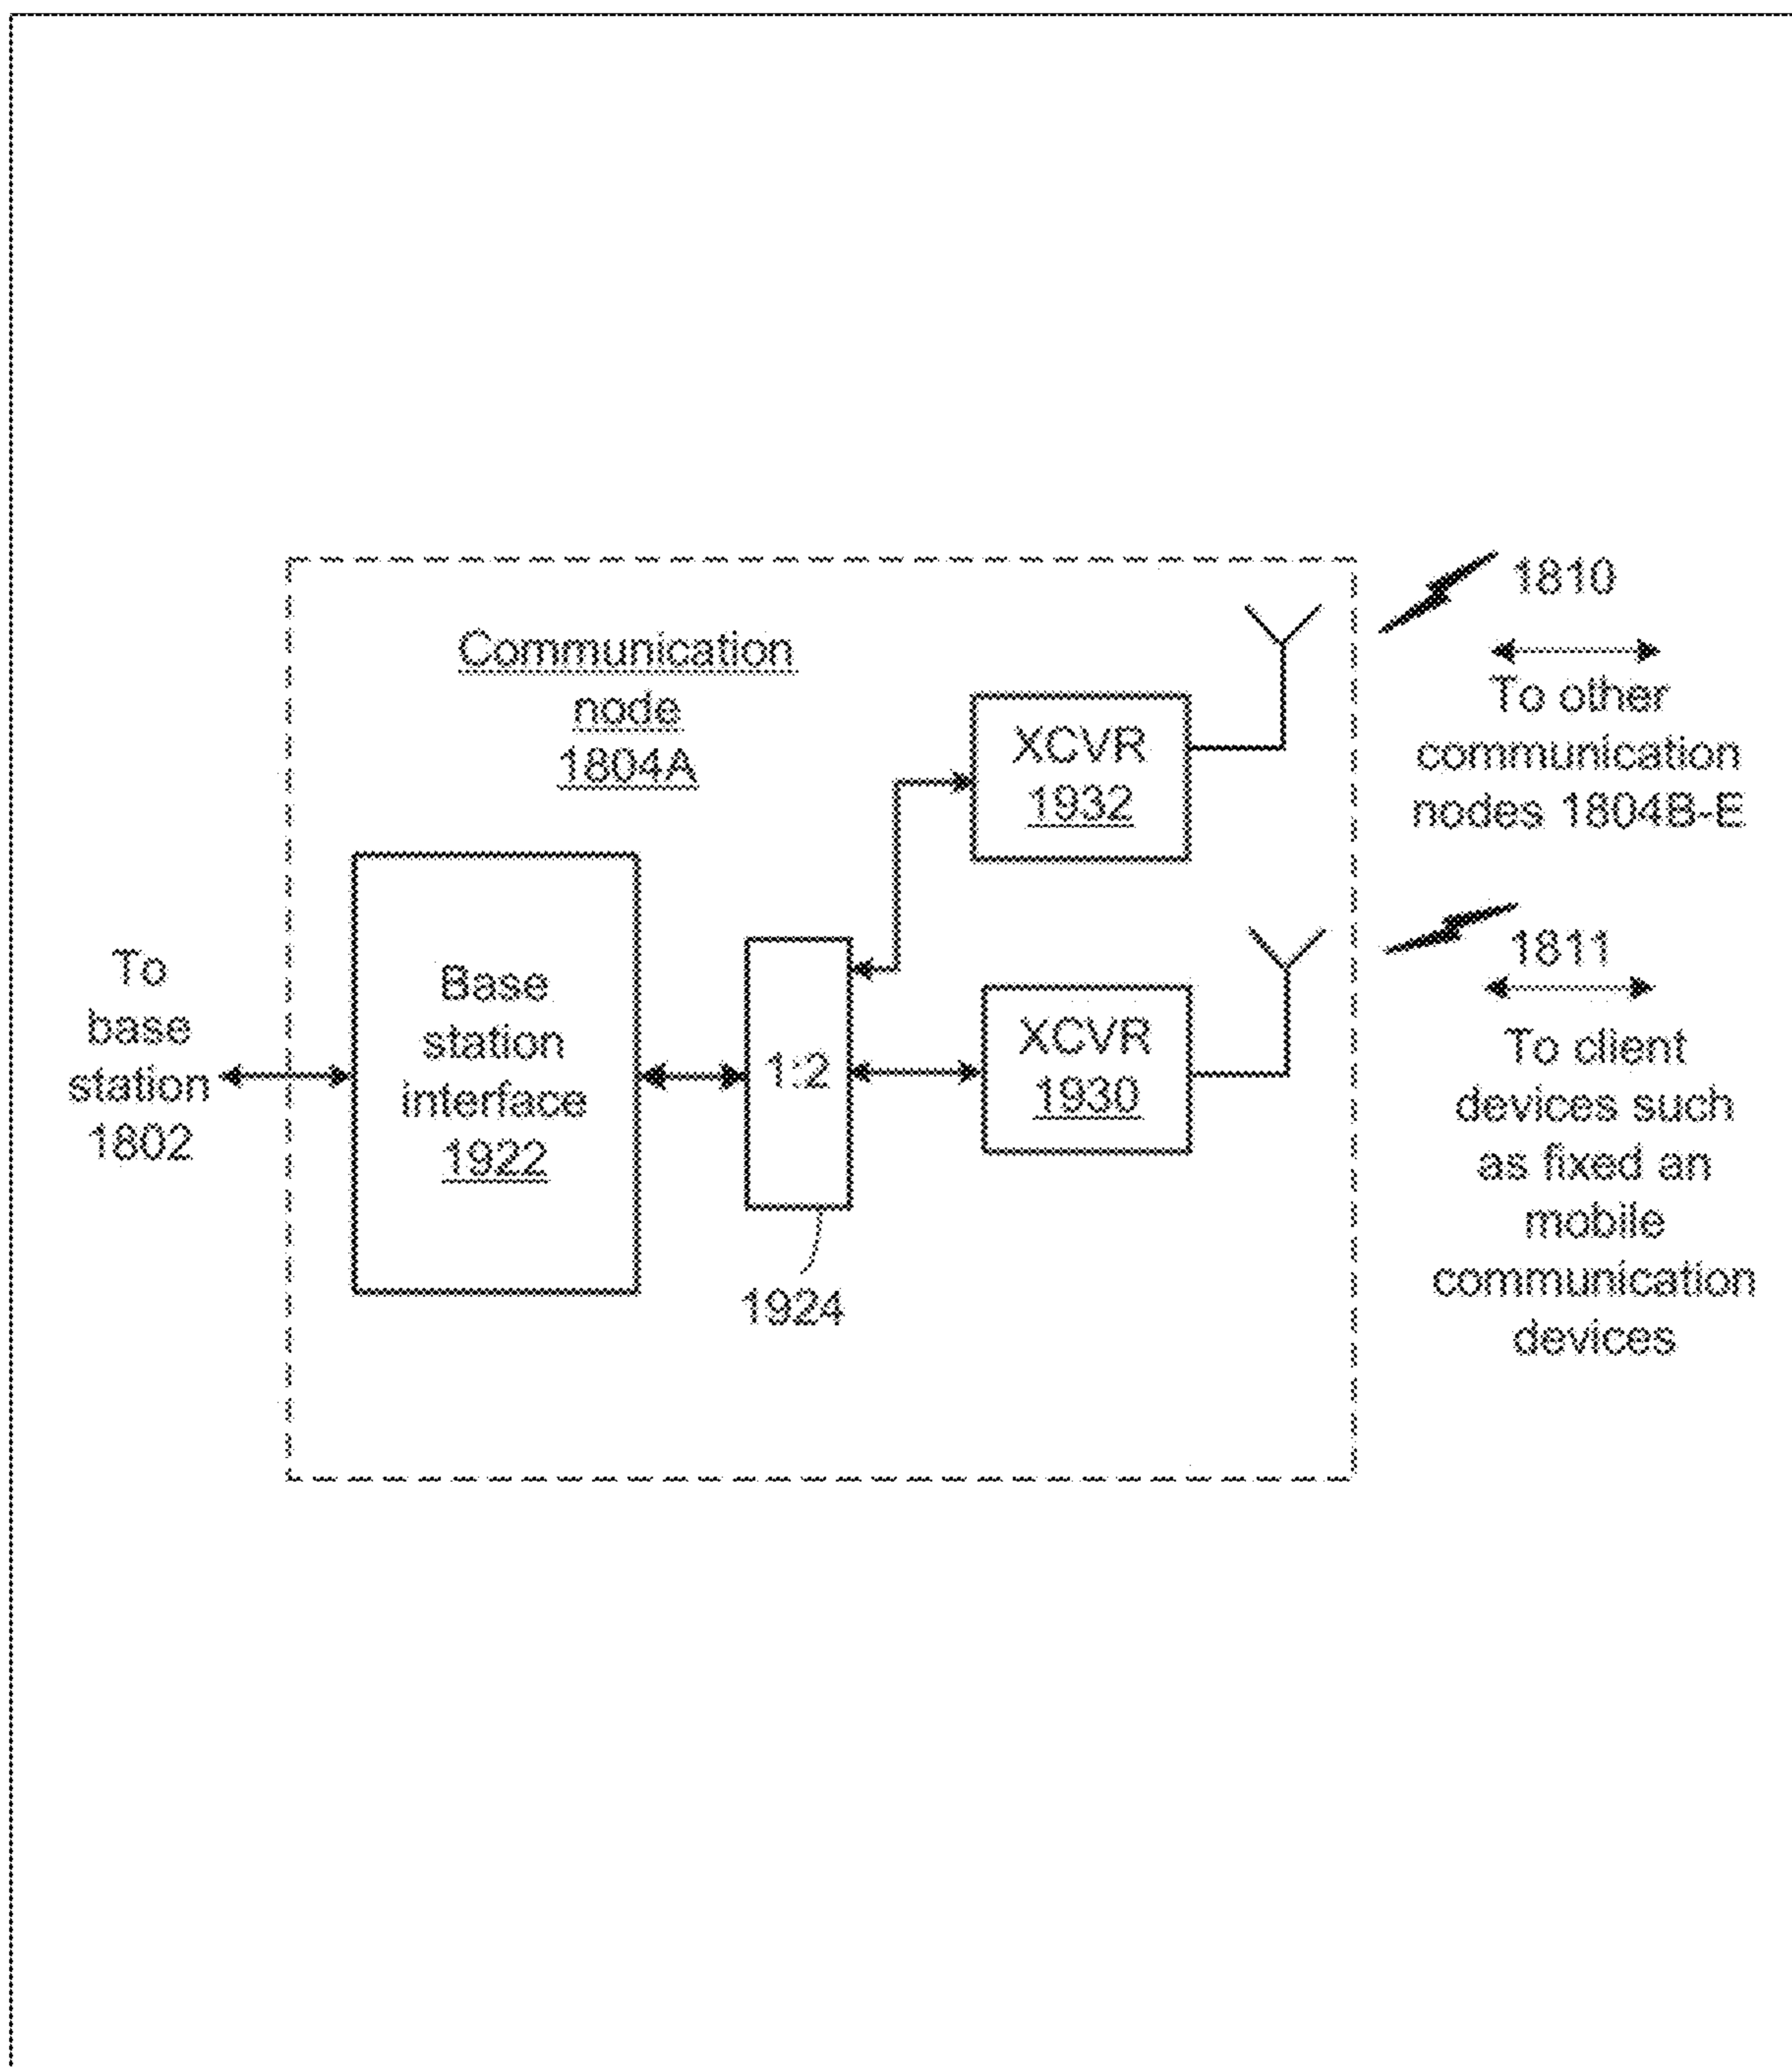 Communication
node
1804A
To
base
station
1802
Base
station
interface
1922
1:2
1924
XCVR
1932
XCVR
1930
1810
To other
communication
nodes 1804B-E
1811
To client
devices such
as fixed an
mobile
communication
devices